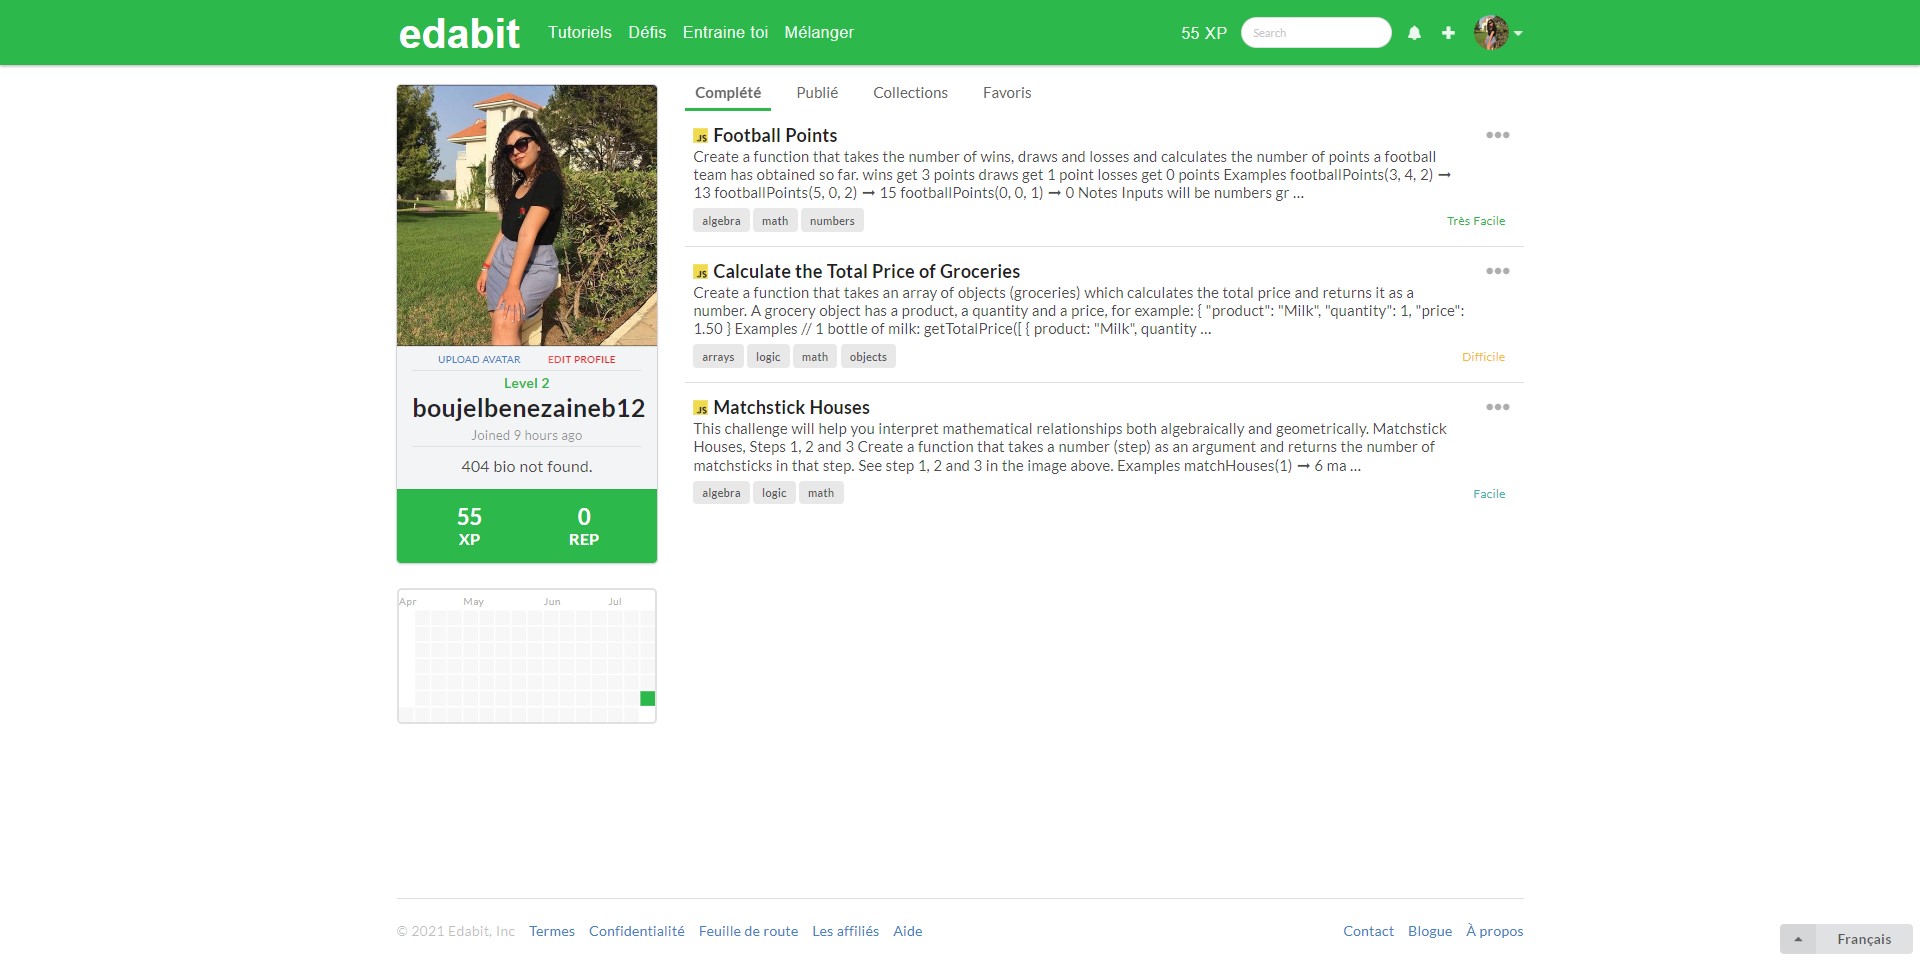 edabit Tutoriels Défis Entraine toi Mélanger 55 XP Search
UPLOAD AVATAR EDIT PROFILE
Level 2
boujelbenezaineb12
Joined 9 hours ago
404 bio not found.
55 0
XP REP
Apr May Jun Jul
Complété Publié Collections Favoris
JS Football Points
Create a function that takes the number of wins, draws and losses and calculates the number of points a football
team has obtained so far. wins get 3 points draws get 1 point losses get 0 points Examples footballPoints(3, 4, 2) ➞
13 footballPoints(5, 0, 2) ➞ 15 footballPoints(0, 0, 1) ➞ 0 Notes Inputs will be numbers gr ...
algebra math numbers Très Facile
JS Calculate the Total Price of Groceries
Create a function that takes an array of objects (groceries) which calculates the total price and returns it as a
number. A grocery object has a product, a quantity and a price, for example: { "product": "Milk", "quantity": 1, "price":
1.50 } Examples // 1 bottle of milk: getTotalPrice([ { product: "Milk", quantity ...
arrays logic math objects Difficile
JS Matchstick Houses
This challenge will help you interpret mathematical relationships both algebraically and geometrically. Matchstick
Houses, Steps 1, 2 and 3 Create a function that takes a number (step) as an argument and returns the number of
matchsticks in that step. See step 1, 2 and 3 in the image above. Examples matchHouses(1) ➞ 6 ma ...
algebra logic math Facile
© 2021 Edabit, Inc Termes Confidentialité Feuille de route Les affiliés Aide Contact Blogue À propos
Français